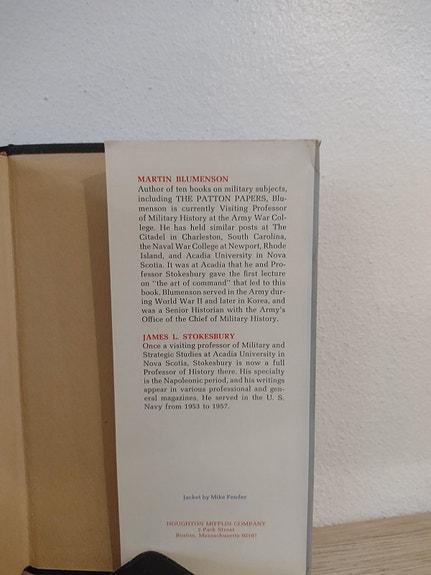 MARTIN BLUMENSON
Author of ten books on military subjects,
including THE PATTON PAPERS, Blu-
menson is currently Visiting Professor
of Military History at the Army War Col-
lege. He has held similar posts at The
Citadel in Charleston, South Carolina,
the Naval War College at Newport, Rhode
Island, and Acadia University in Nova
Scotia. It was at Acadia that he and Pro-
fessor Stokesbury gave the first lecture
on "the art of command" that led to this
book. Blumenson served in the Army dur-
ing World War II and later in Korea, and
was a Senior Historian with the Army's
Office of the Chief of Military History.
JAMES L. STOKESBURY
Once a visiting professor of Military and
Strategic Studies at Acadia University in
Nova Scotia, Stokesbury is now a full
Professor of History there. His specialty
is the Napoleonic period, and his writings
appear in various professional and gen-
eral magazines. He served in the U. S.
Navy from 1953 to 1957.
Jacket by Mike Fender
HOUGHTON MIFFLIN COMPANY
2 Park Street
Boston, Massachusetts 02107